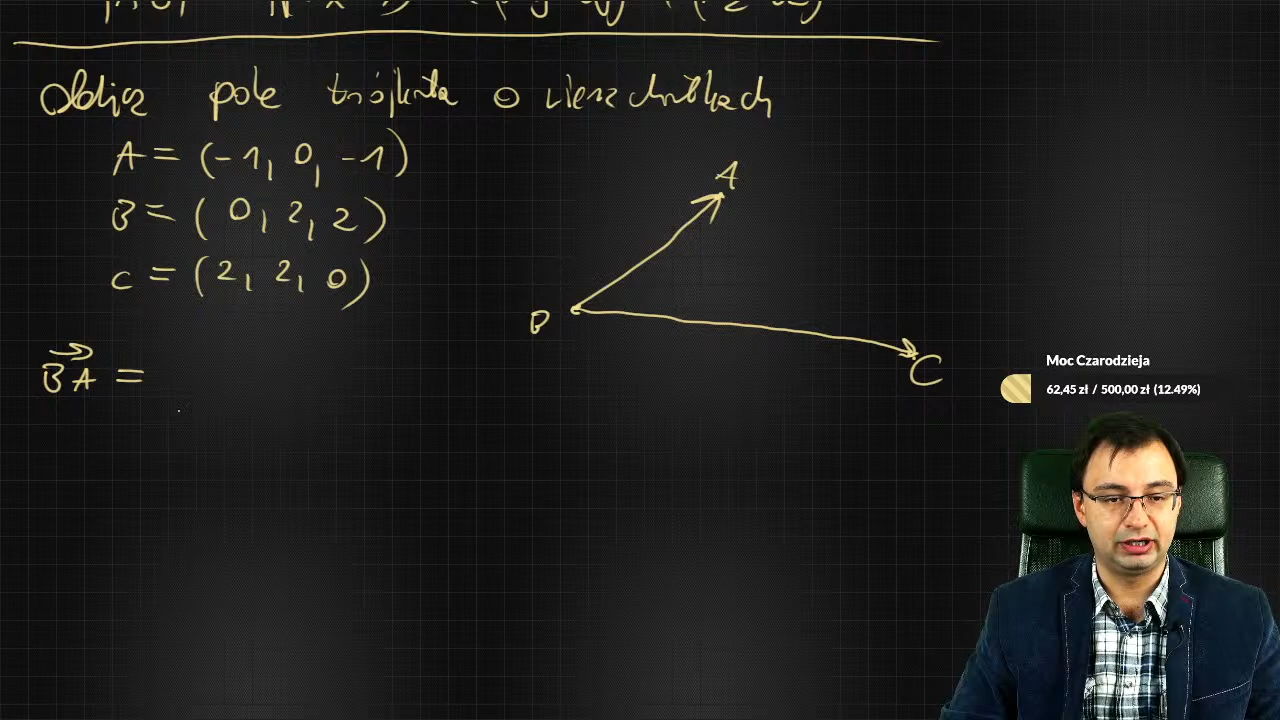 Oblicz pole trójkąta o wierzchołkach
A = (-1, 0, -1)
B = (0, 2, 2)
C = (2, 2, 0)
A
B
C
BA =
Moc Czarodzieja
62,45 zł / 500,00 zł (12.49%)